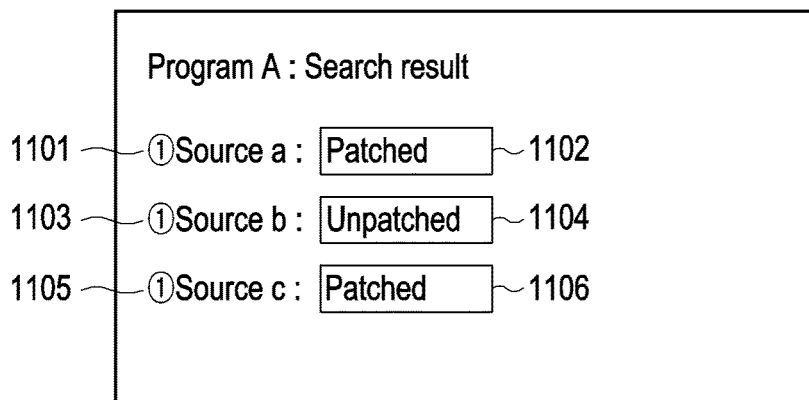 Program A : Search result
1101 ①Source a : Patched 1102
1103 ①Source b : Unpatched 1104
1105 ①Source c : Patched 1106